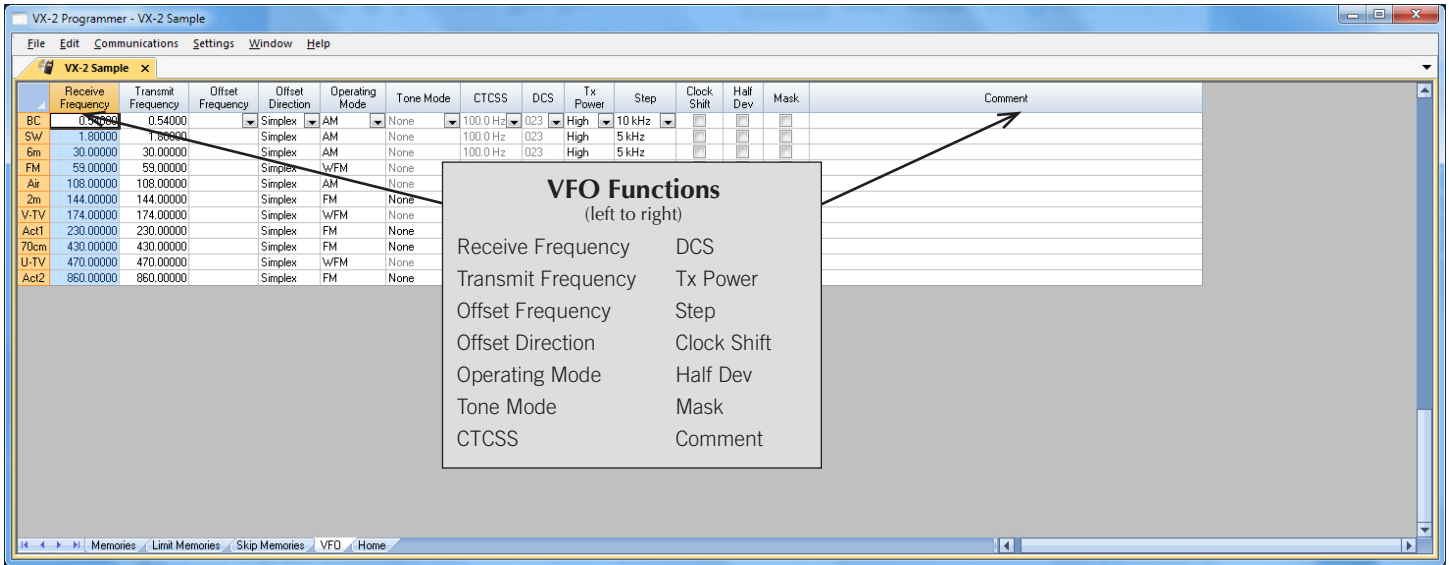 VX-2 Programmer - VX-2 Sample
File Edit Communications Settings Window Help
VX-2 Sample x
Receive Frequency Transmit Frequency Offset Frequency Offset Direction Operating Mode Tone Mode CTCSS DCS Tx Power Step Clock Shift Half Dev Mask Comment
BC 0.54000 0.54000 Simplex AM None 100.0 Hz 023 High 10 kHz
SW 1.80000 1.80000 Simplex AM None 100.0 Hz 023 High 5 kHz
6m 30.00000 30.00000 Simplex AM None 100.0 Hz 023 High 5 kHz
FM 59.00000 59.00000 Simplex WFM None
Air 108.00000 108.00000 Simplex AM None
2m 144.00000 144.00000 Simplex FM None
V-TV 174.00000 174.00000 Simplex WFM None
Act1 230.00000 230.00000 Simplex FM None
70cm 430.00000 430.00000 Simplex FM None
U-TV 470.00000 470.00000 Simplex WFM None
Act2 860.00000 860.00000 Simplex FM None
VFO Functions
(left to right)
Receive Frequency
Transmit Frequency
Offset Frequency
Offset Direction
Operating Mode
Tone Mode
CTCSS
DCS
Tx Power
Step
Clock Shift
Half Dev
Mask
Comment
Memories Limit Memories Skip Memories VFO Home